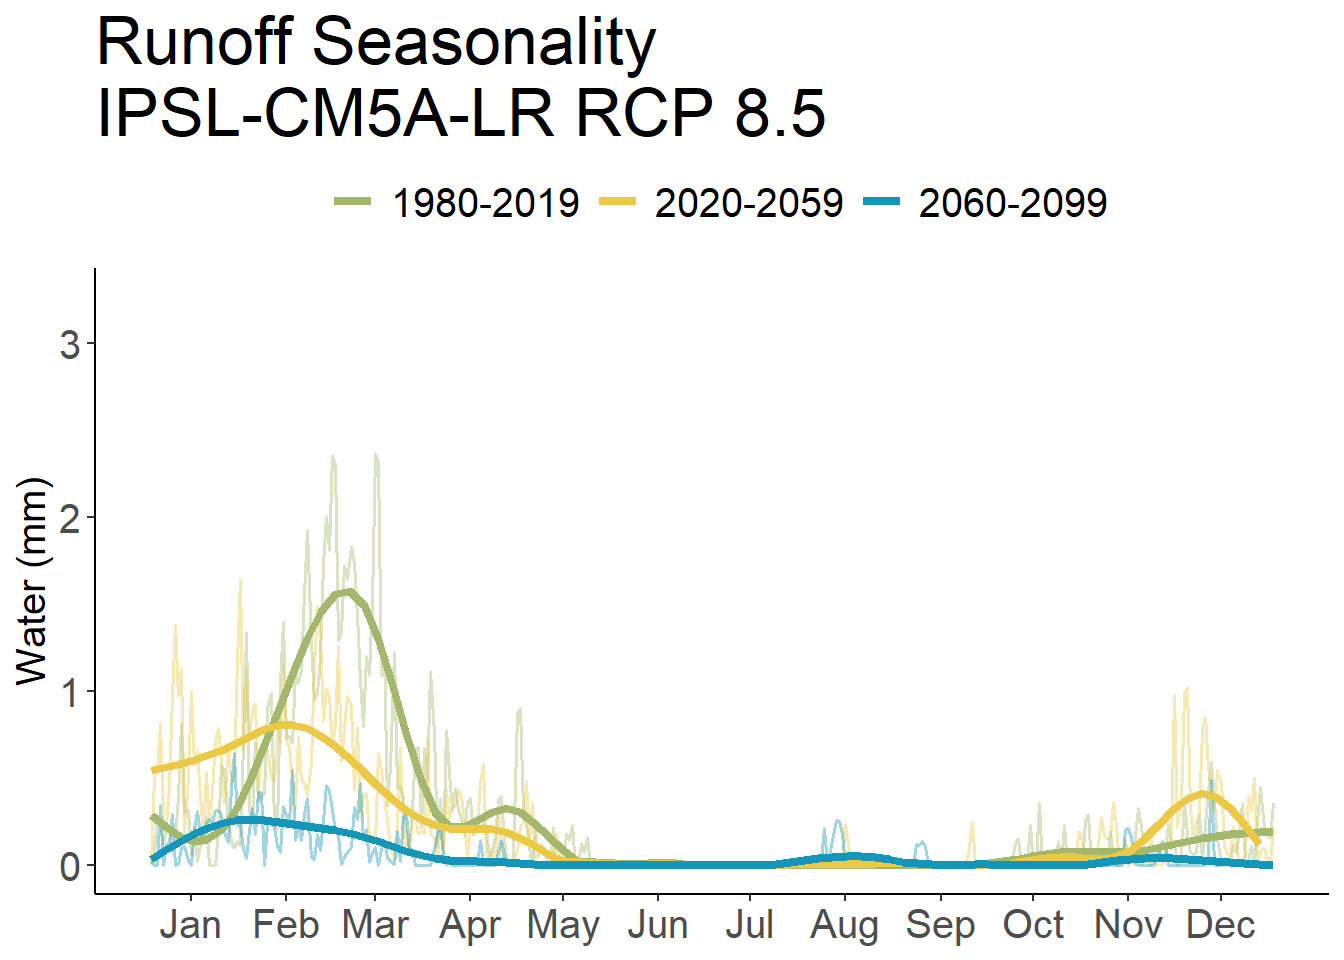 Runoff Seasonality
IPSL-CM5A-LR RCP 8.5
1980-2019 2020-2059 2060-2099
Water (mm)
3
2
1
0
Jan Feb Mar Apr May Jun Jul Aug Sep Oct Nov Dec